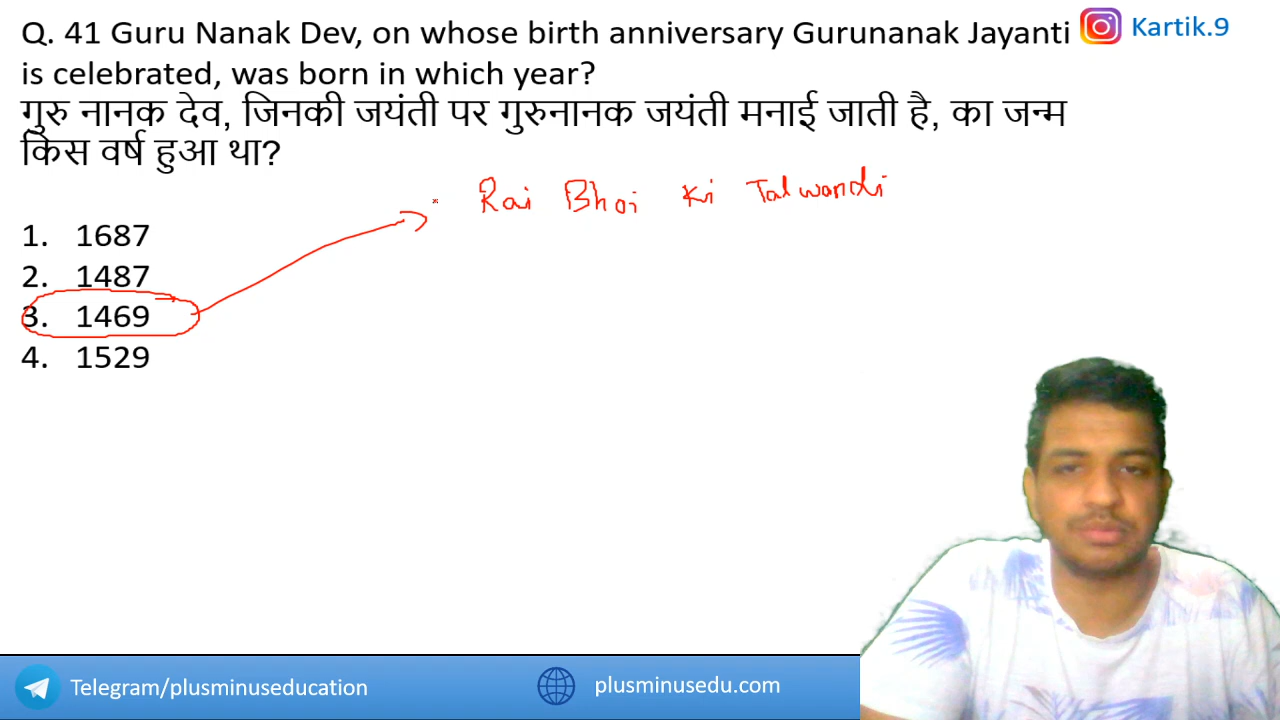 Q. 41 Guru Nanak Dev, on whose birth anniversary Gurunanak Jayanti
is celebrated, was born in which year?
Kartik.9
गुरु नानक देव, जिनकी जयंती पर गुरुनानक जयंती मनाई जाती है, का जन्म
किस वर्ष हुआ था?
Rai Bhoi Ki Talwandi
1. 1687
2. 1487
3. 1469
4. 1529
Telegram/plusminuseducation
plusminusedu.com